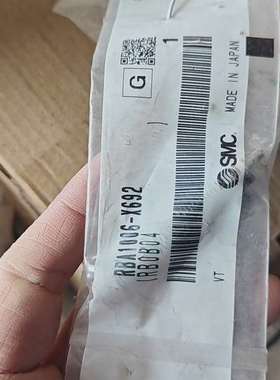 RBA1006-X692
(RB0804
G
1
SMC
MADE IN JAPAN
VT